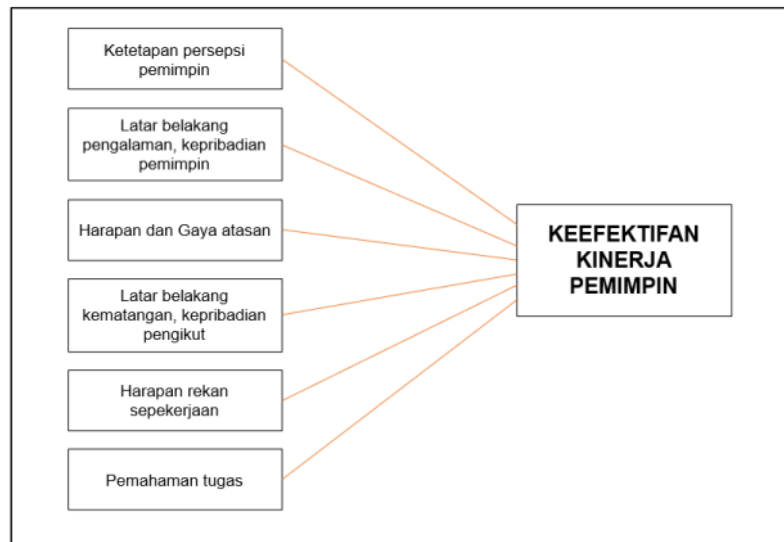 Ketetapan persepsi
pemimpin
Latar belakang
pengalaman, kepribadian
pemimpin
Harapan dan Gaya atasan
Latar belakang
kematangan, kepribadian
pengikut
Harapan rekan
sepekerjaan
Pemahaman tugas
KEEFEKTIFAN
KINERJA
PEMIMPIN